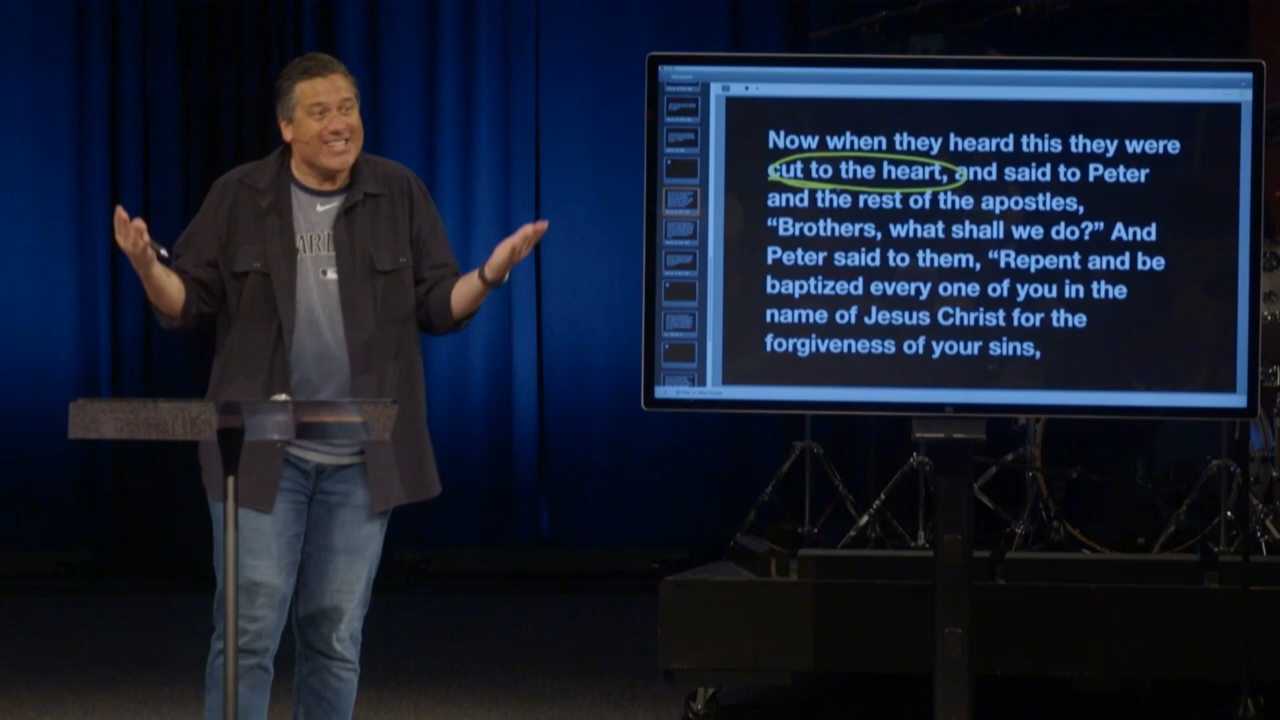 Now when they heard this they were
cut to the heart, and said to Peter
and the rest of the apostles,
“Brothers, what shall we do?” And
Peter said to them, “Repent and be
baptized every one of you in the
name of Jesus Christ for the
forgiveness of your sins,